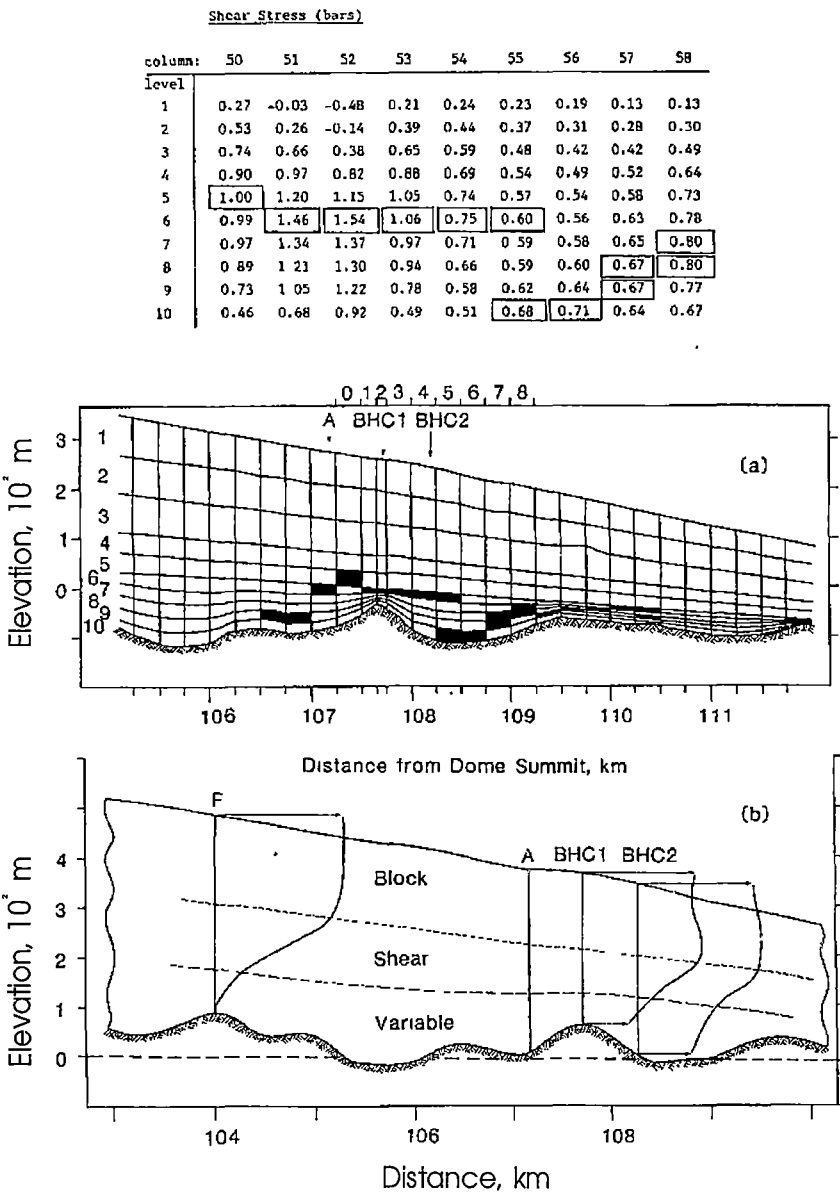 Shear Stress (bars)
column: 50 51 52 53 54 55 56 57 58
level
1 0.27 -0.03 -0.48 0.21 0.24 0.23 0.19 0.13 0.13
2 0.53 0.26 -0.14 0.39 0.44 0.37 0.31 0.28 0.30
3 0.74 0.66 0.38 0.65 0.59 0.48 0.42 0.42 0.49
4 0.90 0.97 0.82 0.88 0.69 0.54 0.49 0.52 0.64
5 1.00 1.20 1.15 1.05 0.74 0.57 0.54 0.58 0.73
6 0.99 1.46 1.54 1.06 0.75 0.60 0.56 0.63 0.78
7 0.97 1.34 1.37 0.97 0.71 0 59 0.58 0.65 0.80
8 0 89 1 21 1.30 0.94 0.66 0.59 0.60 0.67 0.80
9 0.73 1 05 1.22 0.78 0.58 0.62 0.64 0.67 0.77
10 0.46 0.68 0.92 0.49 0.51 0.68 0.71 0.64 0.67
0 1 2 3 4 5 6 7 8
A BHC1 BHC2
(a)
Elevation, 10² m
3
2
1
0
1
2
3
4
5
6
7
8
9
10
106 107 108 109 110 111
Distance from Dome Summit, km
(b)
F
A BHC1 BHC2
Block
Shear
Variable
Elevation, 10² m
4
3
2
1
0
104 106 108
Distance, km